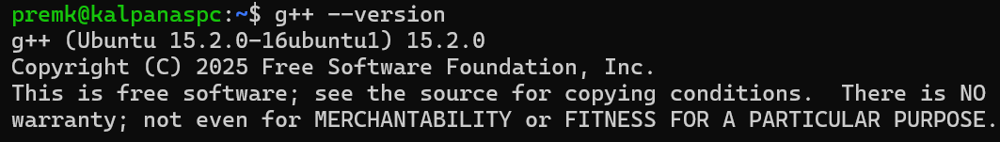 premk@kalpanaspc:~$ g++ --version
g++ (Ubuntu 15.2.0-16ubuntu1) 15.2.0
Copyright (C) 2025 Free Software Foundation, Inc.
This is free software; see the source for copying conditions.  There is NO
warranty; not even for MERCHANTABILITY or FITNESS FOR A PARTICULAR PURPOSE.